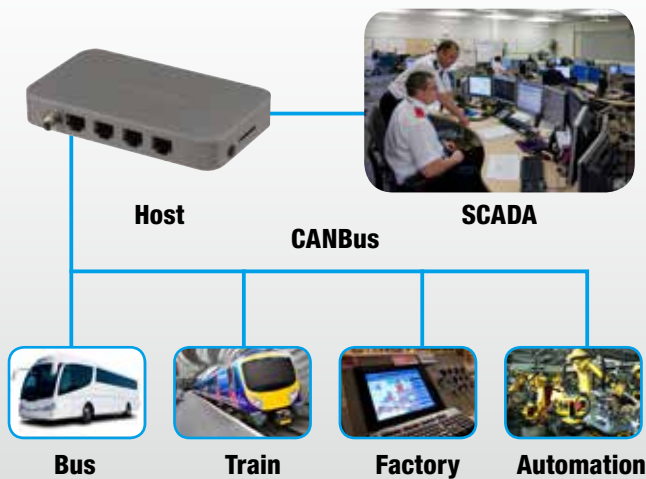 Host
SCADA
CANBus
Bus
Train
Factory
Automation